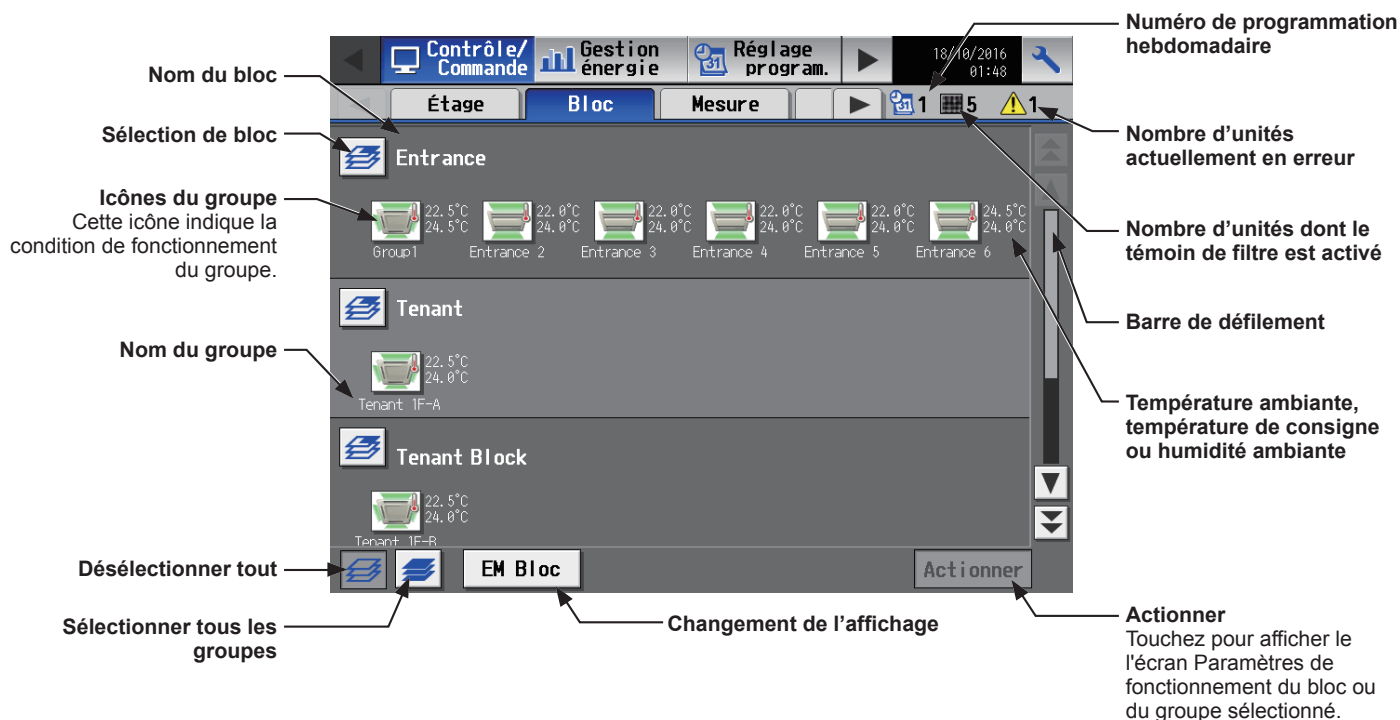 Numéro de programmation
hebdomadaire
Nom du bloc
Sélection de bloc
Icônes du groupe
Cette icône indique la
condition de fonctionnement
du groupe.
Nom du groupe
Désélectionner tout
Sélectionner tous les
groupes
Contrôle/
Commande
Gestion
énergie
31
Réglage
program.
18/10/2016
01:48
Étage
Bloc
Mesure
31
1
5
1
Entrance
22.5°C
24.5°C
22.0°C
24.0°C
22.0°C
24.0°C
22.0°C
24.0°C
22.0°C
24.0°C
24.5°C
24.0°C
Group1
Entrance 2
Entrance 3
Entrance 4
Entrance 5
Entrance 6
Tenant
22.5°C
24.0°C
Tenant 1F-A
Tenant Block
22.5°C
24.0°C
Tenant 1F-B
EM Bloc
Actionner
Changement de l’affichage
Nombre d’unités
actuellement en erreur
Nombre d’unités dont le
témoin de filtre est activé
Barre de défilement
Température ambiante,
température de consigne
ou humidité ambiante
Actionner
Touchez pour afficher le
l'écran Paramètres de
fonctionnement du bloc ou
du groupe sélectionné.